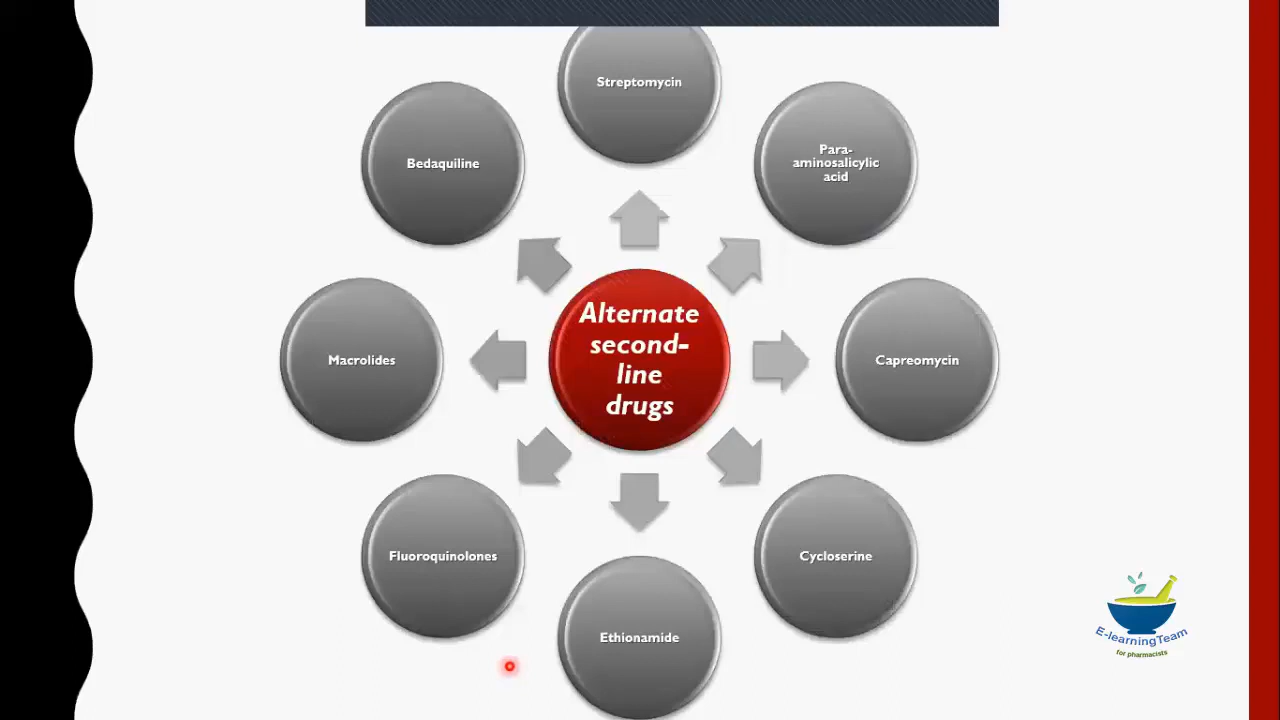 Streptomycin
Para-
aminosalicylic
acid
Capreomycin
Cycloserine
Ethionamide
Fluoroquinolones
Macrolides
Bedaquiline
Alternate
second-
line
drugs
E-learningTeam
for pharmacists